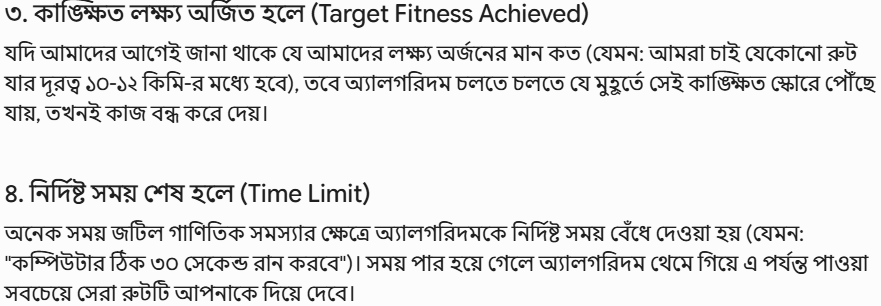 ৩. কাঙ্ক্ষিত লক্ষ্য অর্জিত হলে (Target Fitness Achieved)
যদি আমাদের আগেই জানা থাকে যে আমাদের লক্ষ্য অর্জনের মান কত (যেমন: আমরা চাই যেকোনো রুট
যার দূরত্ব ১০-১২ কিমি-র মধ্যে হবে), তবে অ্যালগরিদম চলতে চলতে যে মুহূর্তে সেই কাঙ্ক্ষিত স্কোরে পৌঁছে
যায়, তখনই কাজ বন্ধ করে দেয়।
৪. নির্দিষ্ট সময় শেষ হলে (Time Limit)
অনেক সময় জটিল গাণিতিক সমস্যার ক্ষেত্রে অ্যালগরিদমকে নির্দিষ্ট সময় বেঁধে দেওয়া হয় (যেমন:
"কম্পিউটার ঠিক ৩০ সেকেন্ড রান করবে")। সময় পার হয়ে গেলে অ্যালগরিদম থেমে গিয়ে এ পর্যন্ত পাওয়া
সবচেয়ে সেরা রুটটি আপনাকে দিয়ে দেবে।